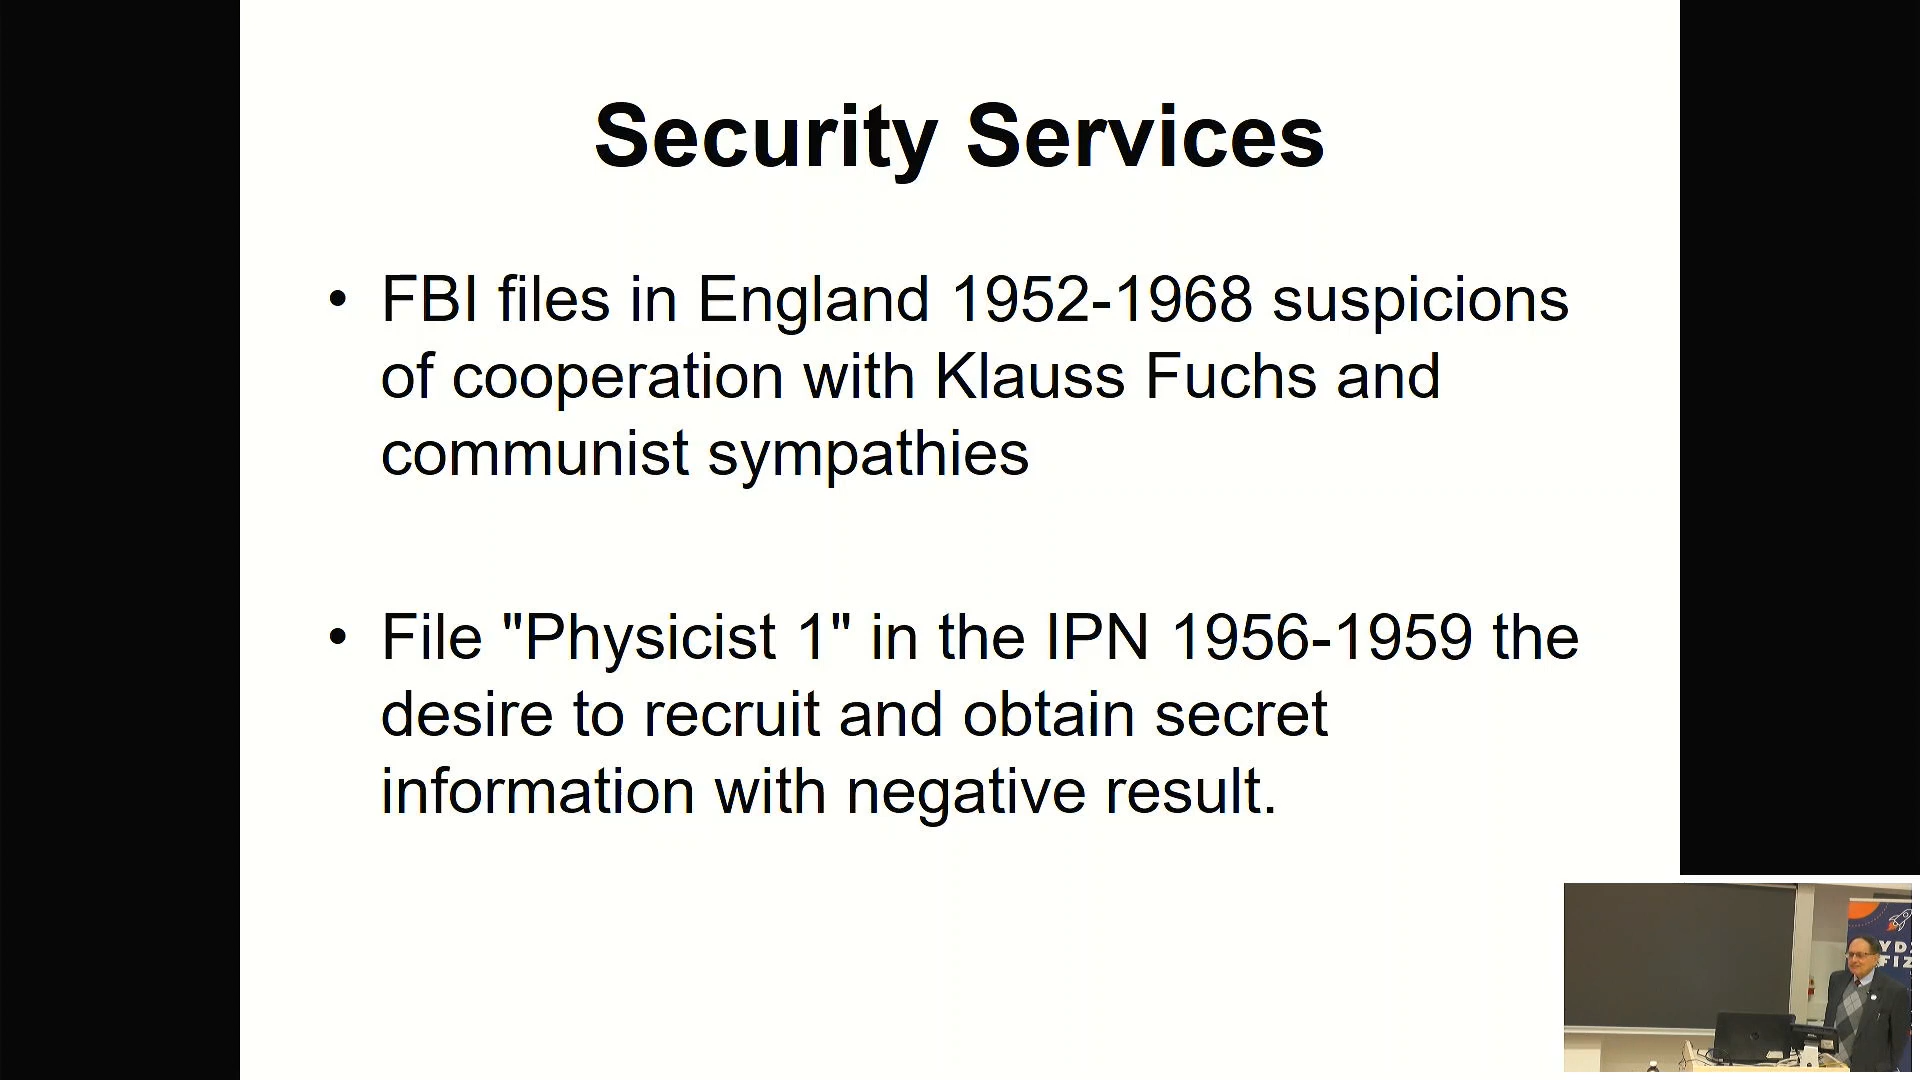 Security Services
• FBI files in England 1952-1968 suspicions
of cooperation with Klauss Fuchs and
communist sympathies
• File "Physicist 1" in the IPN 1956-1959 the
desire to recruit and obtain secret
information with negative result.